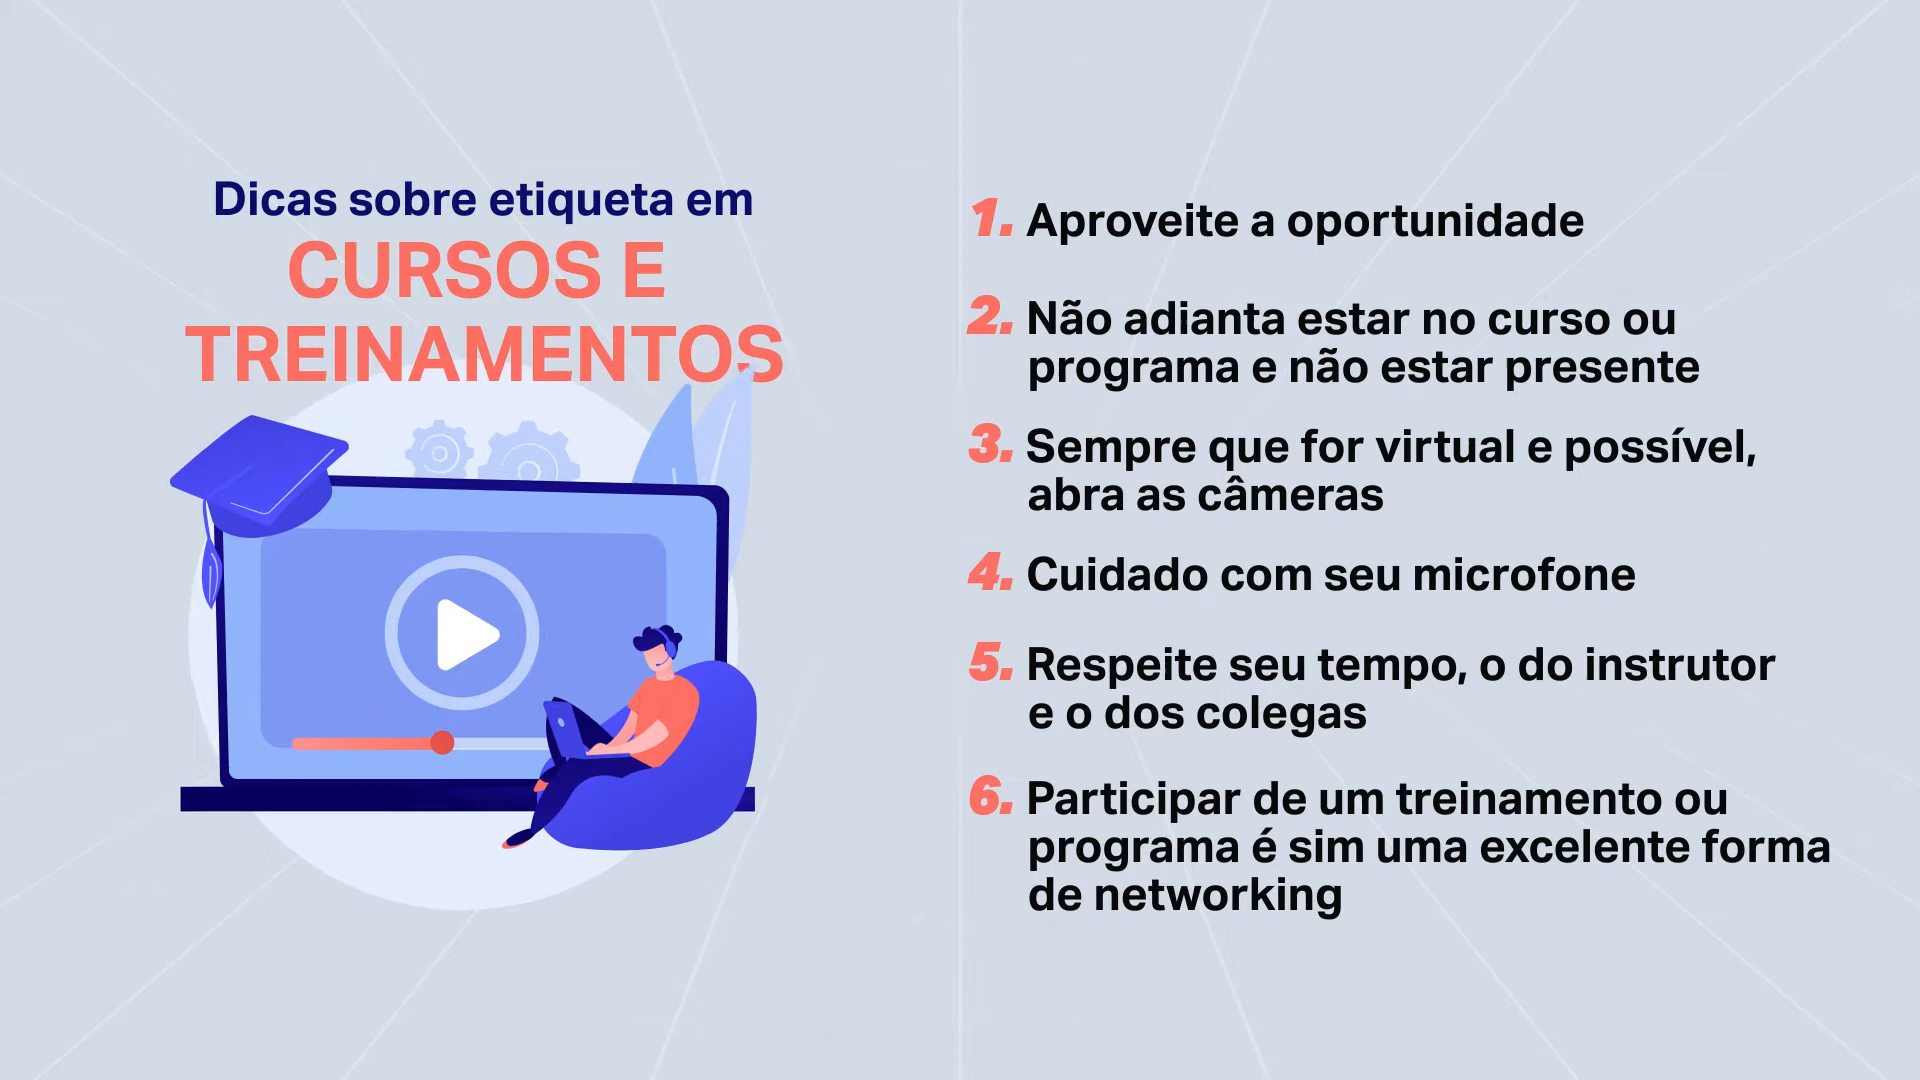 Dicas sobre etiqueta em
CURSOS E
TREINAMENTOS
1. Aproveite a oportunidade
2. Não adianta estar no curso ou
programa e não estar presente
3. Sempre que for virtual e possível,
abra as câmeras
4. Cuidado com seu microfone
5. Respeite seu tempo, o do instrutor
e o dos colegas
6. Participar de um treinamento ou
programa é sim uma excelente forma
de networking